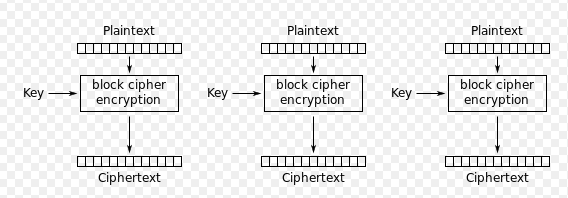 Plaintext Plaintext Plaintext
Key block cipher encryption Key block cipher encryption Key block cipher encryption
Ciphertext Ciphertext Ciphertext